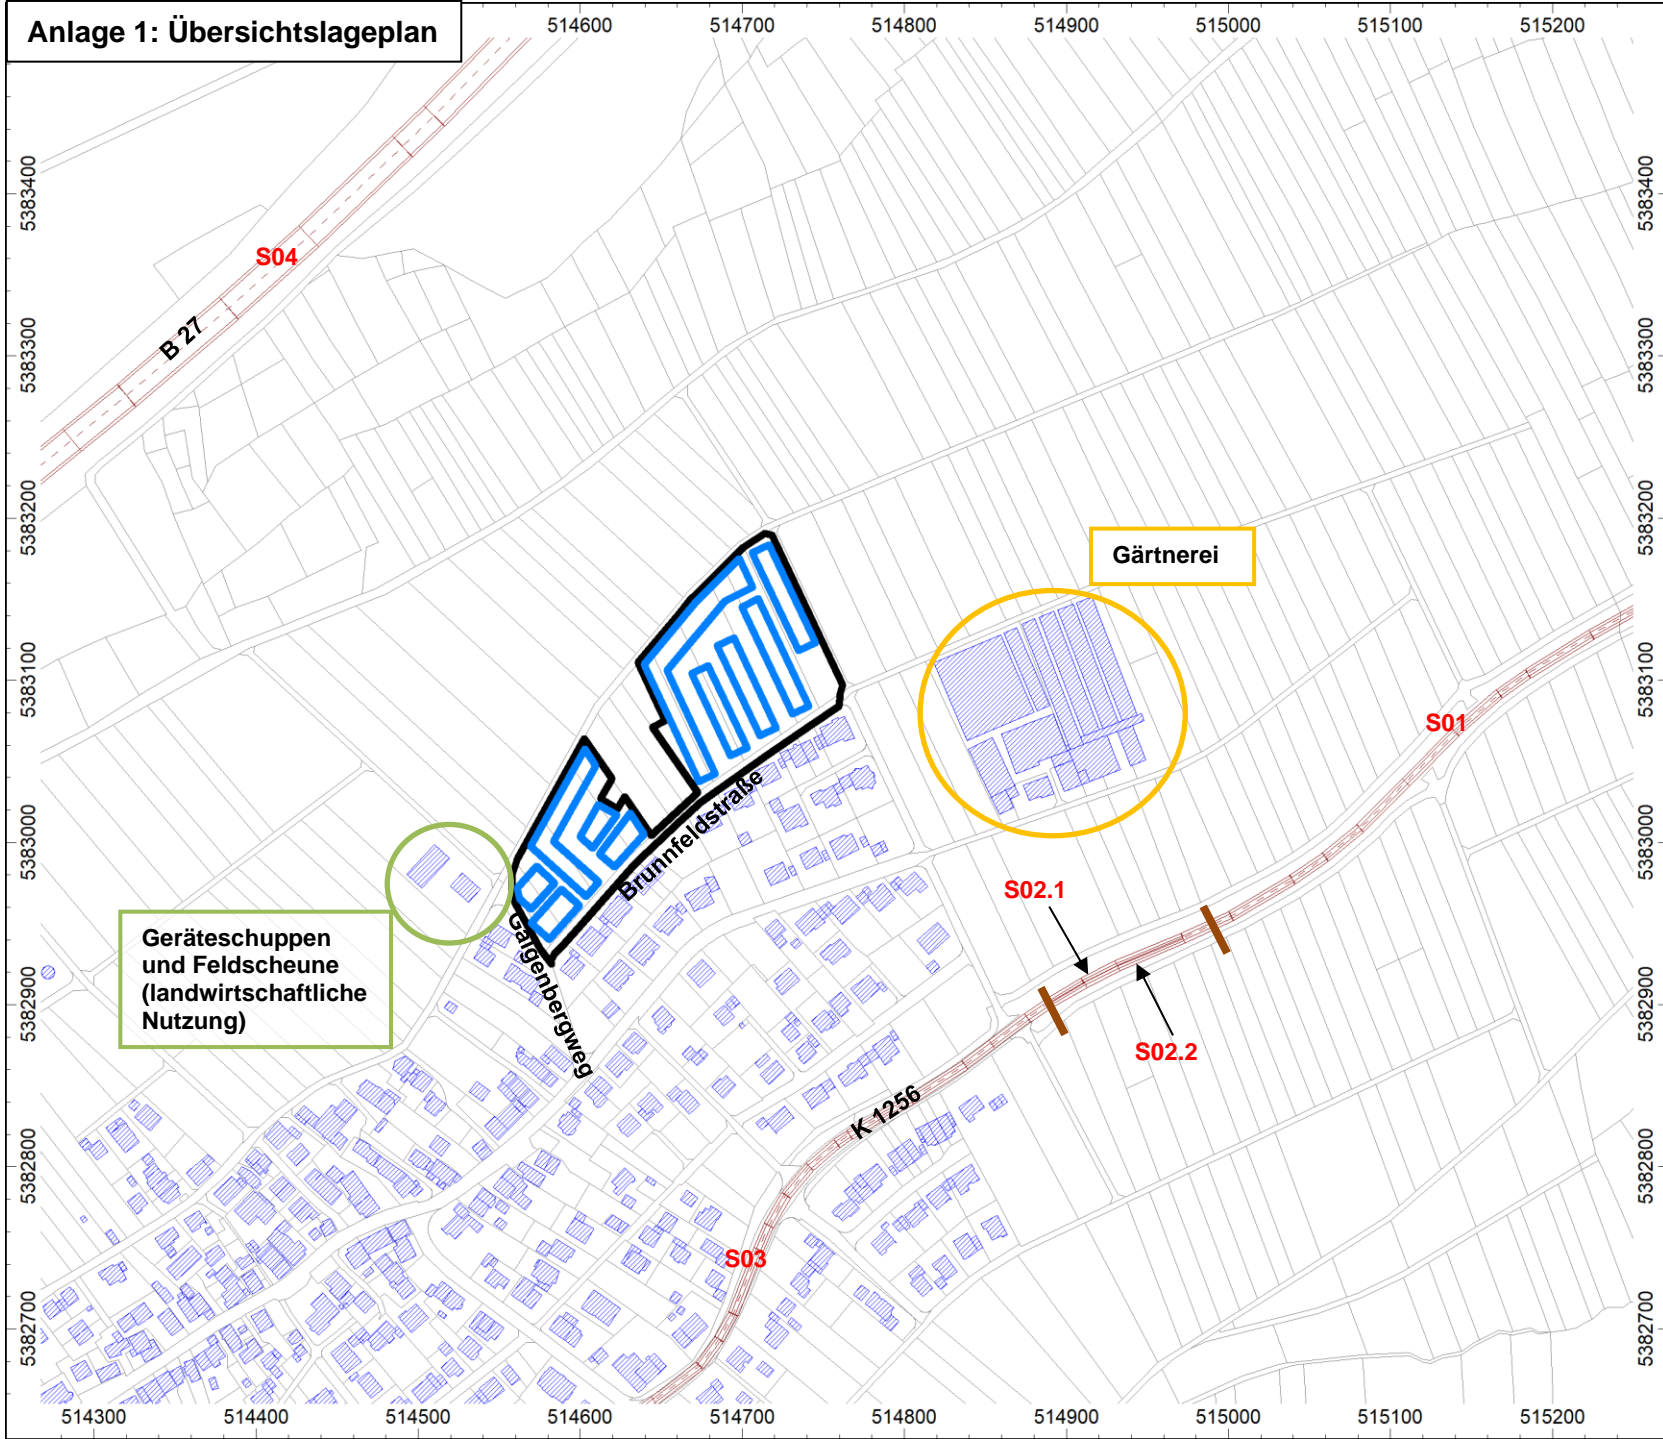 Anlage 1: Übersichtslageplan
514600
514700
514800
514900
515000
515100
515200
5383400
5383400
S04
B 27
5383300
5383300
5383200
5383200
Gärtnerei
5383100
5383100
S01
Brunnfeldstraße
5383000
5383000
S02.1
Galgenbergweg
Geräteschuppen
und Feldscheune
(landwirtschaftliche
Nutzung)
5382900
5382900
S02.2
K 1256
5382800
5382800
S03
5382700
5382700
514300
514400
514500
514600
514700
514800
514900
515000
515100
515200